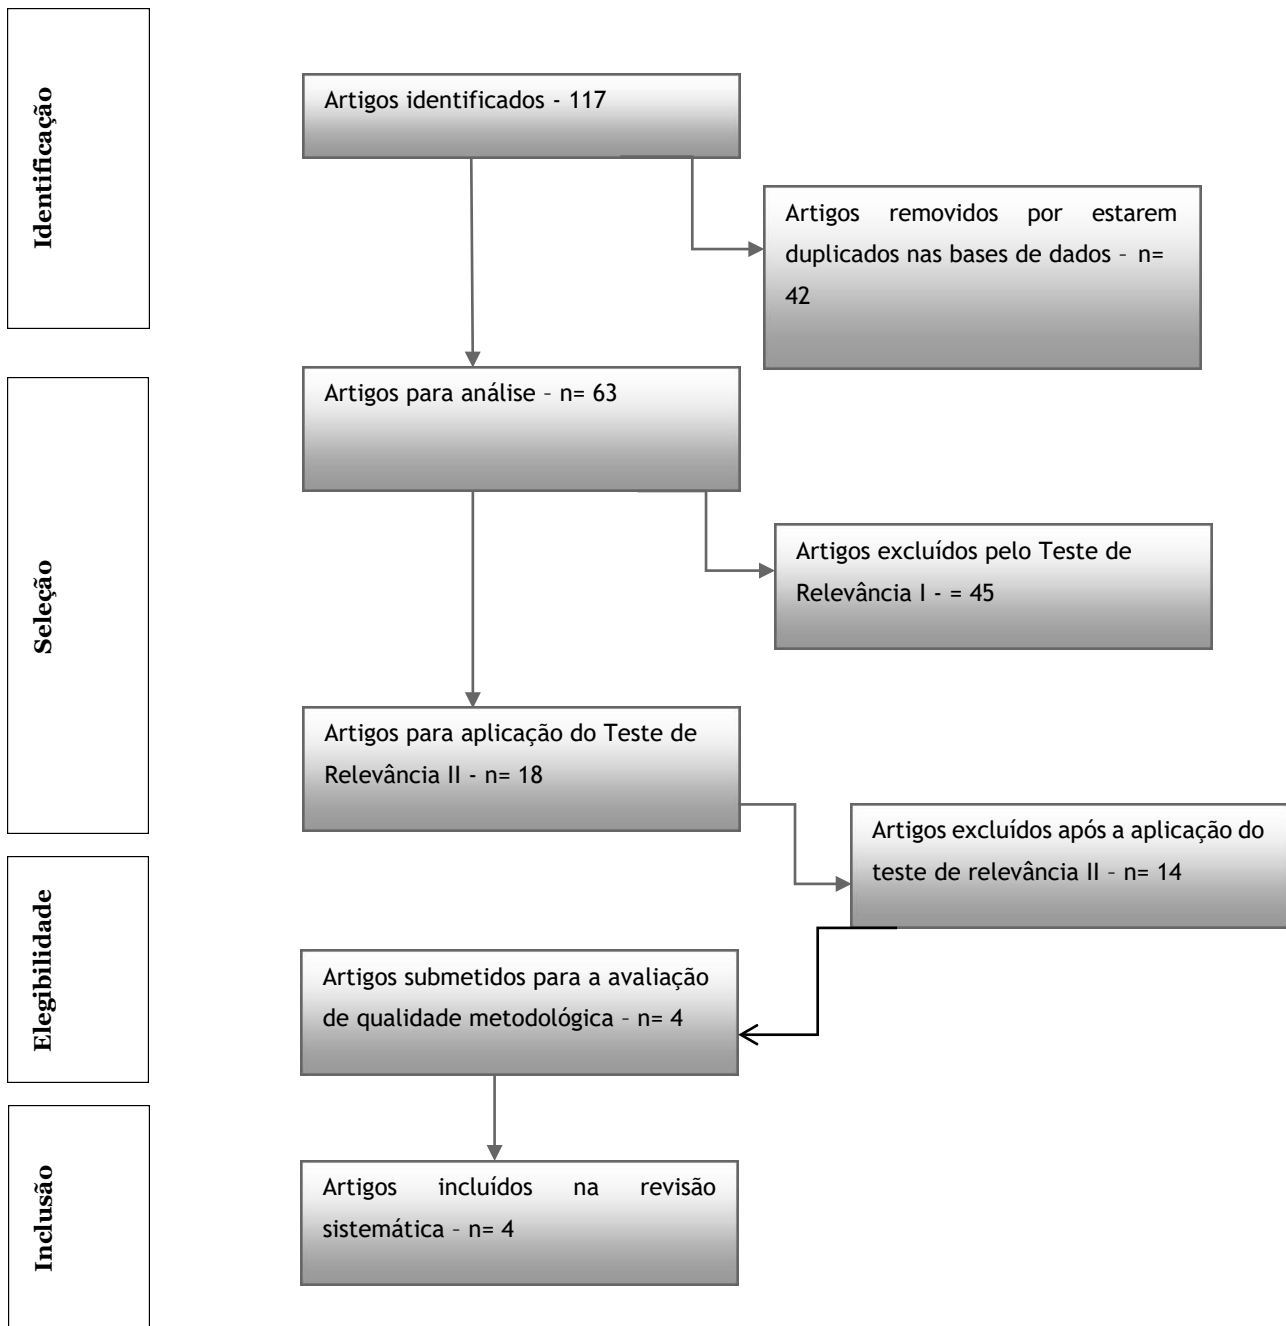 Identificação
Artigos identificados - 117
Artigos removidos por estarem
duplicados nas bases de dados – n=
42
Seleção
Artigos para análise – n= 63
Artigos excluídos pelo Teste de
Relevância I - = 45
Artigos para aplicação do Teste de
Relevância II - n= 18
Artigos excluídos após a aplicação do
teste de relevância II – n= 14
Elegibilidade
Artigos submetidos para a avaliação
de qualidade metodológica – n= 4
Inclusão
Artigos incluídos na revisão
sistemática – n= 4